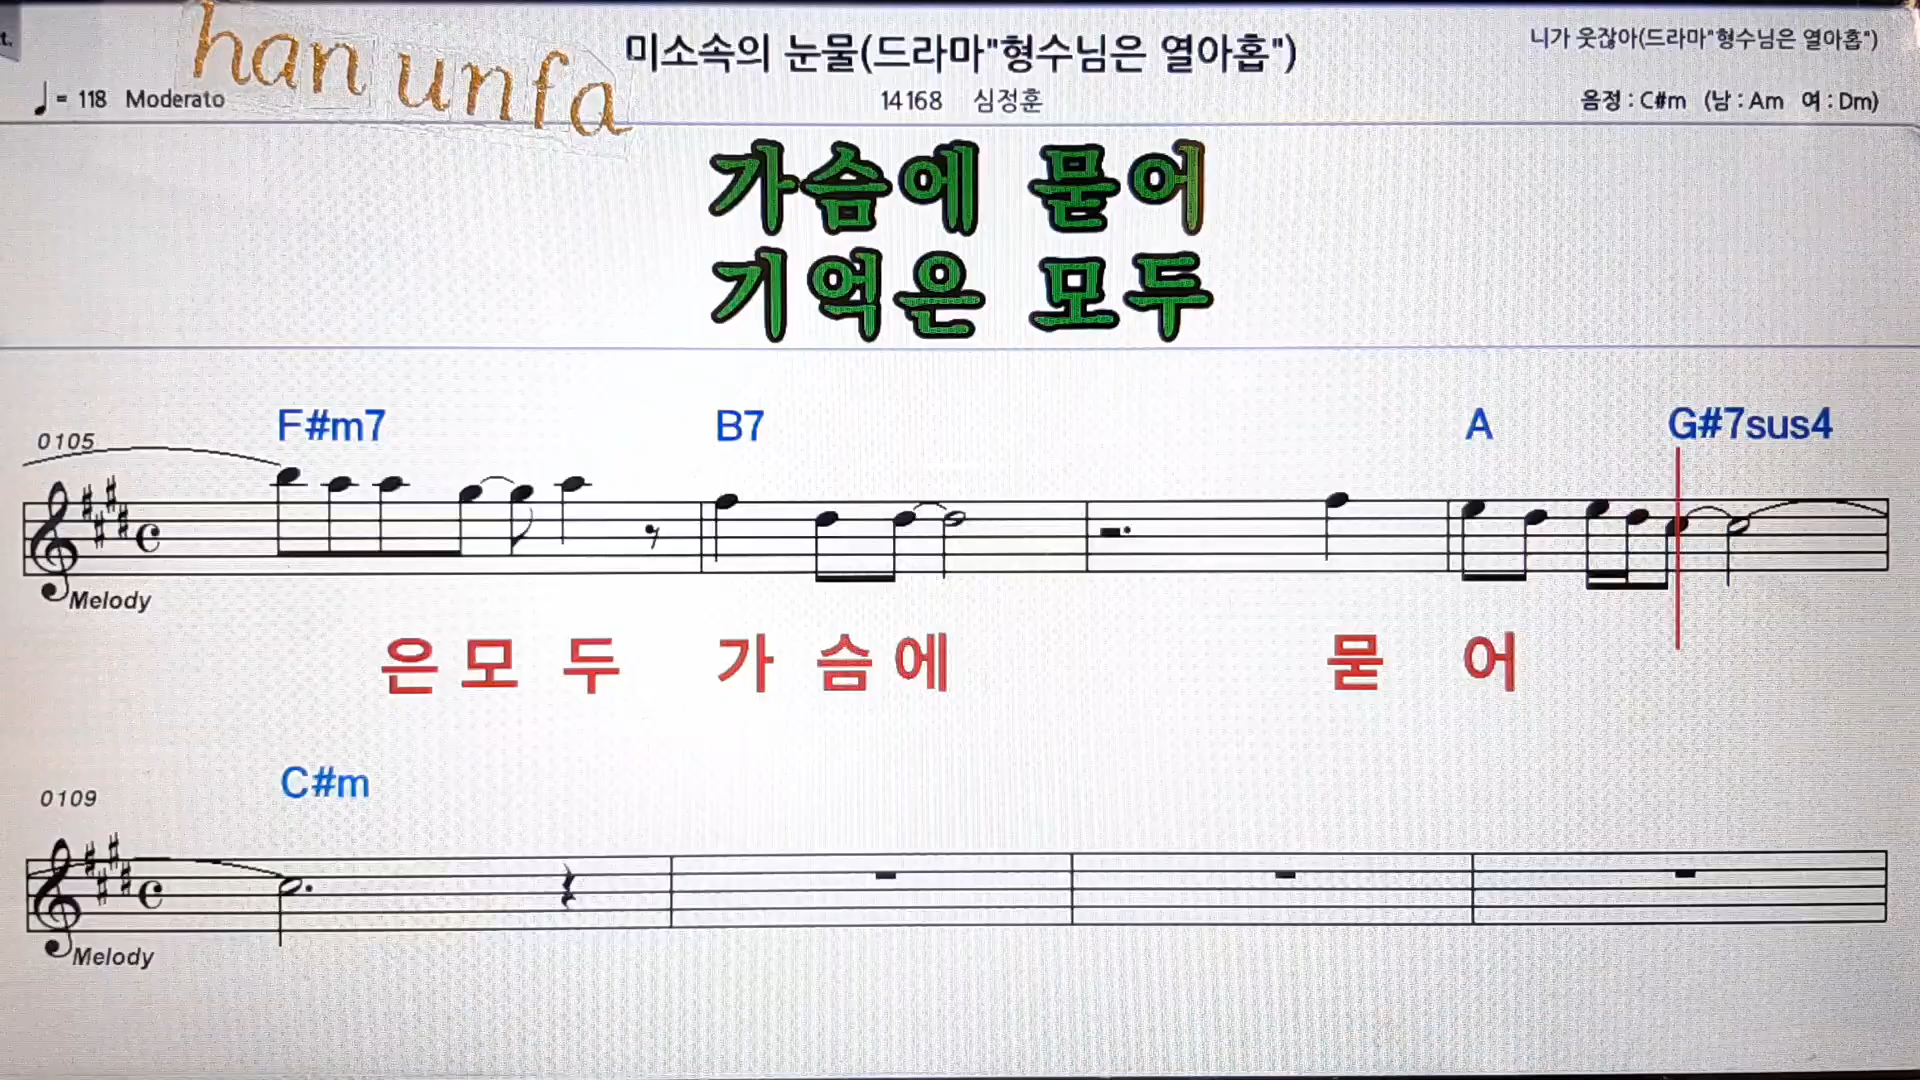 t.
han unfa
미소속의 눈물(드라마"형수님은 열아홉")
니가 웃잖아(드라마"형수님은 열아홉")
♩= 118 Moderato
14168 심정훈
음정 : C#m (남 : Am 여 : Dm)
가슴에 묻어
기억은 모두
F#m7 B7 A G#7sus4
0105
Melody
은 모 두 가 슴 에 묻 어
C#m
0109
Melody